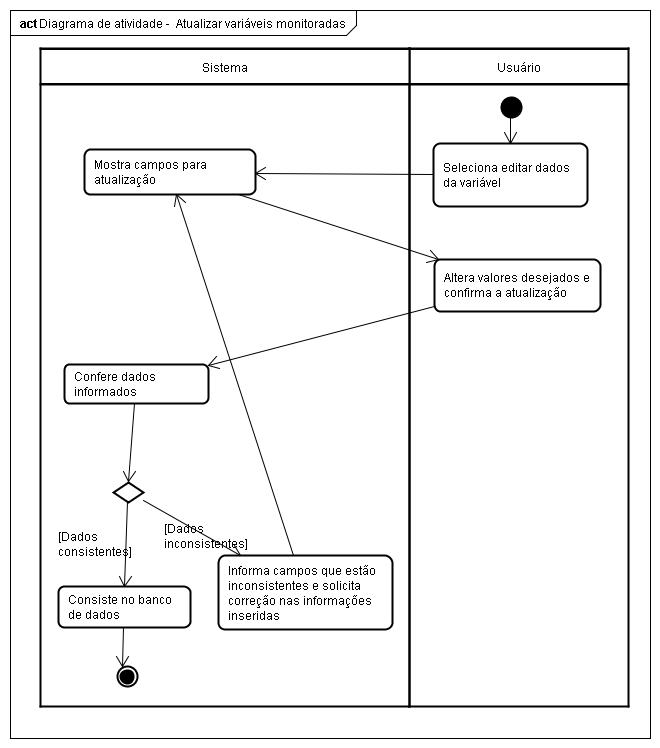 act Diagrama de atividade - Atualizar variáveis monitoradas
Sistema
Usuário
Mostra campos para
atualização
Seleciona editar dados
da variável
Altera valores desejados e
confirma a atualização
Confere dados
informados
[Dados
consistentes]
[Dados
inconsistentes]
Informa campos que estão
inconsistentes e solicita
correção nas informações
inseridas
Consiste no banco
de dados